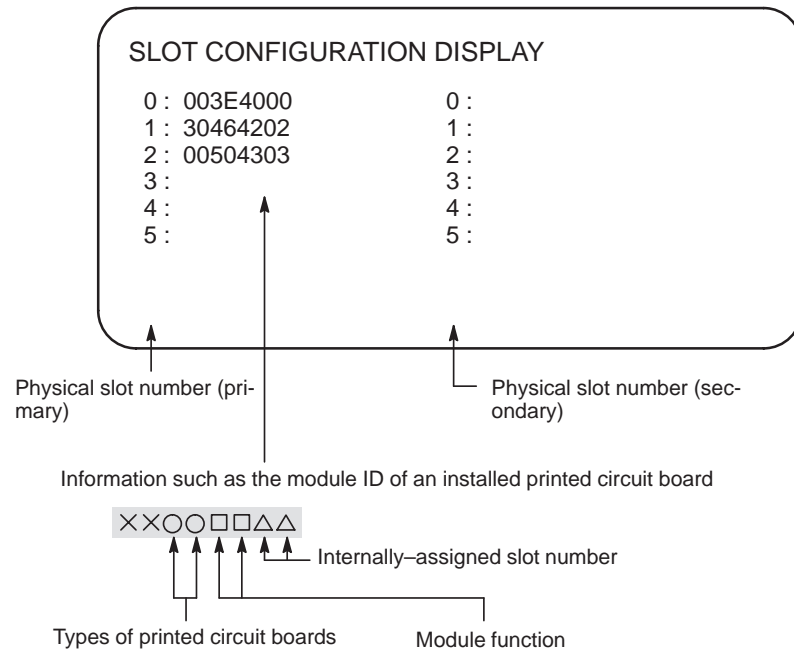 SLOT CONFIGURATION DISPLAY
0 : 003E4000 0 :
1 : 30464202 1 :
2 : 00504303 2 :
3 : 3 :
4 : 4 :
5 : 5 :
Physical slot number (pri-
mary)
Physical slot number (sec-
ondary)
Information such as the module ID of an installed printed circuit board
××○○□□△△
Internally–assigned slot number
Types of printed circuit boards
Module function